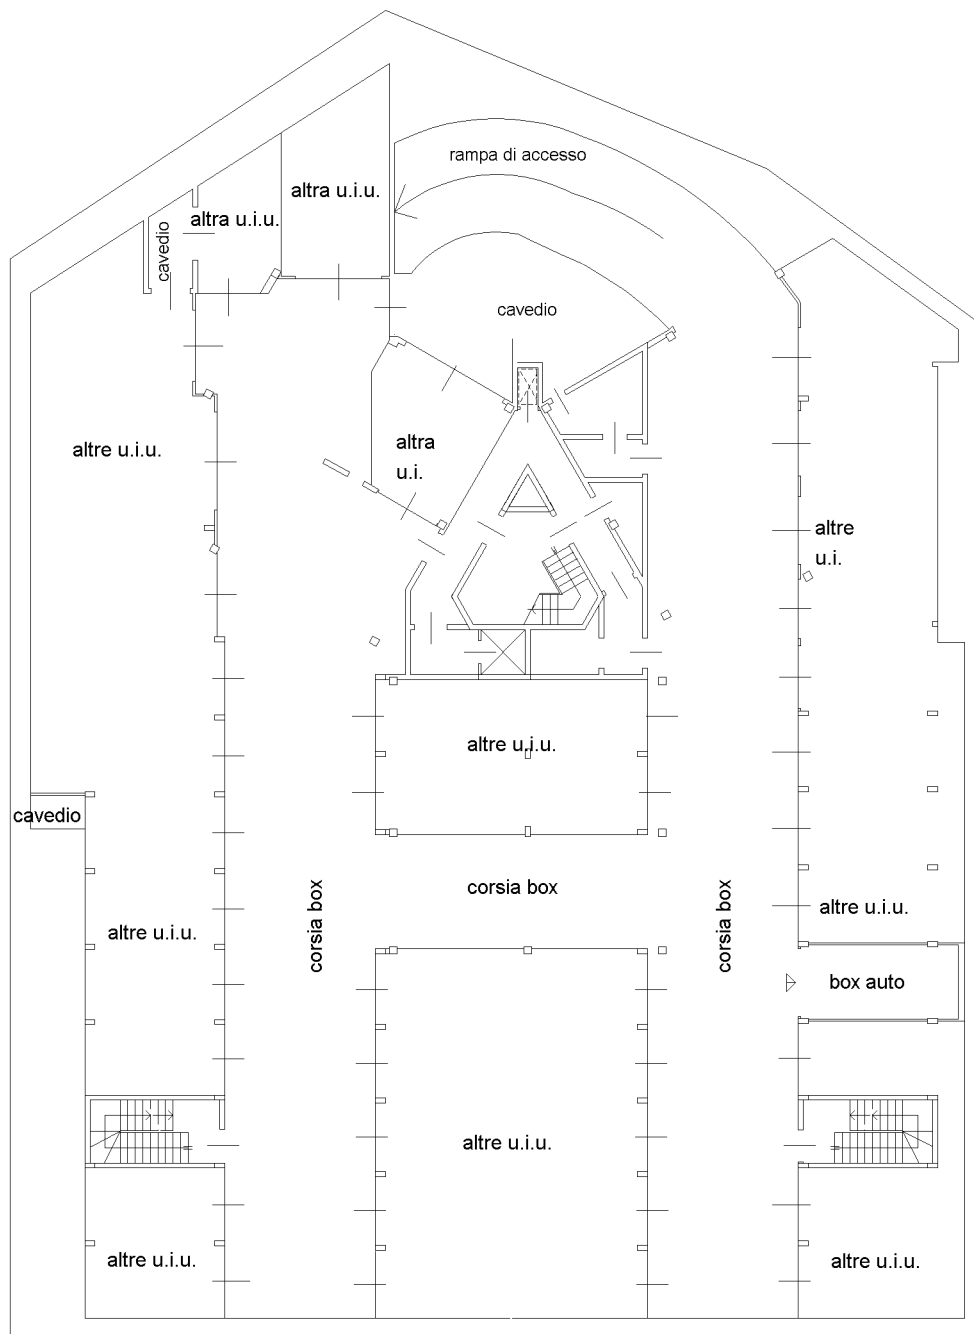 rampa di accesso
altra u.i.u.
altra u.i.u.
cavedio
cavedio
altre u.i.u.
altra
u.i.
altre
u.i.
altre u.i.u.
cavedio
corsia box
corsia box
corsia box
altre u.i.u.
altre u.i.u.
box auto
altre u.i.u.
altre u.i.u.
altre u.i.u.